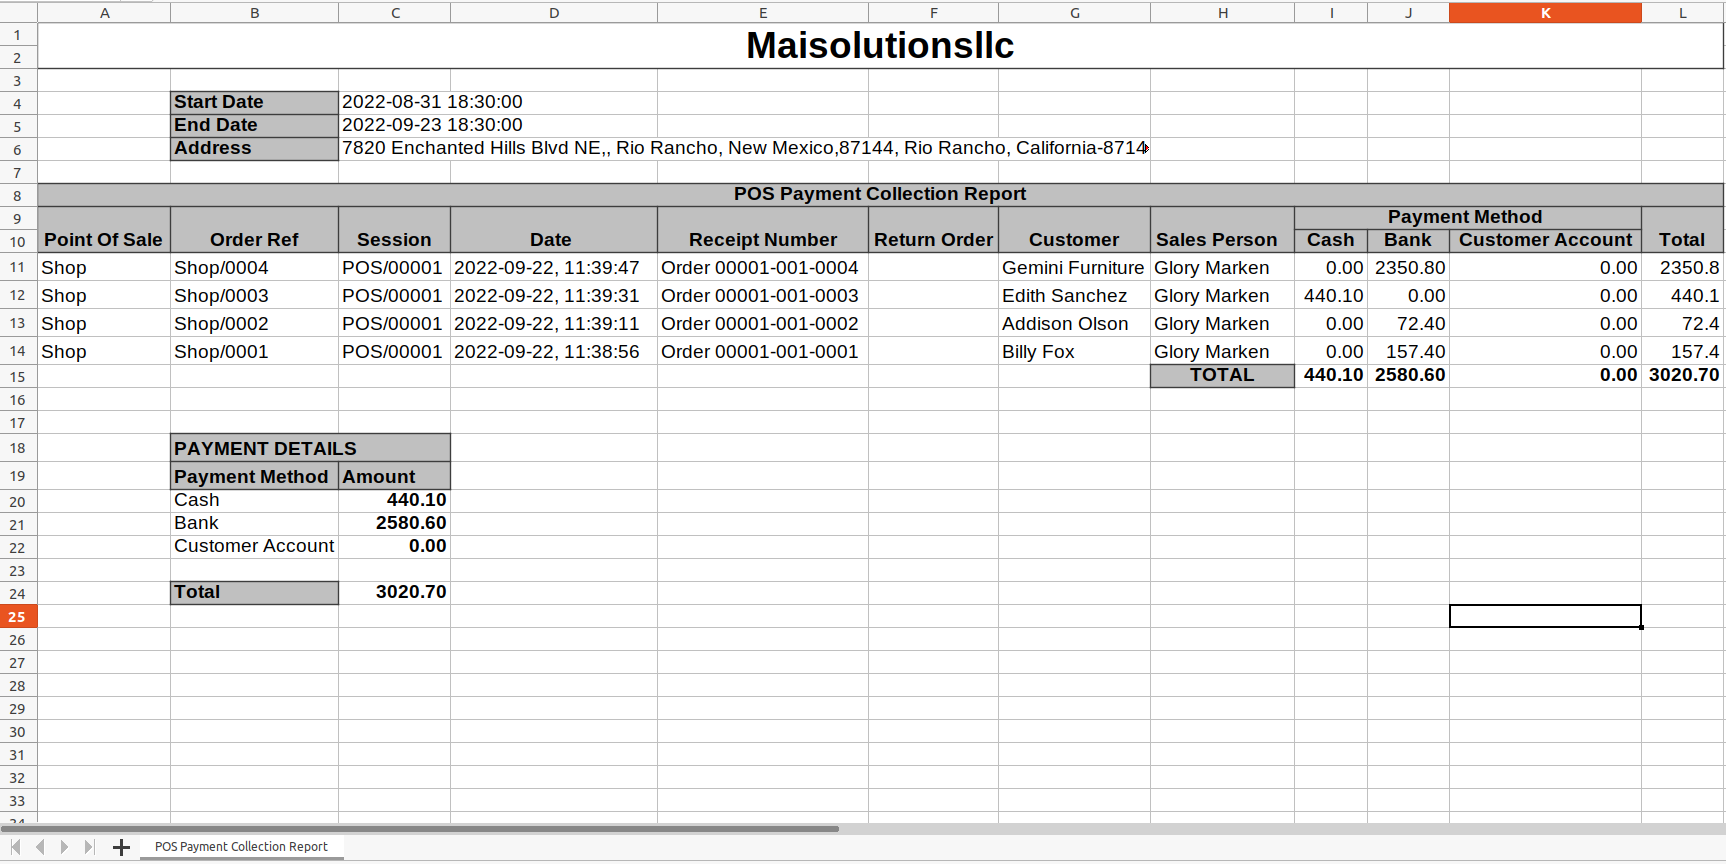 A B C D E F G H I J K L
1 Maisolutionsllc
2
3
4 Start Date 2022-08-31 18:30:00
5 End Date 2022-09-23 18:30:00
6 Address 7820 Enchanted Hills Blvd NE,, Rio Rancho, New Mexico,87144, Rio Rancho, California-8714
7
8 POS Payment Collection Report
9 Payment Method
10 Point Of Sale Order Ref Session Date Receipt Number Return Order Customer Sales Person Cash Bank Customer Account Total
11 Shop Shop/0004 POS/00001 2022-09-22, 11:39:47 Order 00001-001-0004 Gemini Furniture Glory Marken 0.00 2350.80 0.00 2350.8
12 Shop Shop/0003 POS/00001 2022-09-22, 11:39:31 Order 00001-001-0003 Edith Sanchez Glory Marken 440.10 0.00 0.00 440.1
13 Shop Shop/0002 POS/00001 2022-09-22, 11:39:11 Order 00001-001-0002 Addison Olson Glory Marken 0.00 72.40 0.00 72.4
14 Shop Shop/0001 POS/00001 2022-09-22, 11:38:56 Order 00001-001-0001 Billy Fox Glory Marken 0.00 157.40 0.00 157.4
15 TOTAL 440.10 2580.60 0.00 3020.70
16
17
18 PAYMENT DETAILS
19 Payment Method Amount
20 Cash 440.10
21 Bank 2580.60
22 Customer Account 0.00
23
24 Total 3020.70
25
26
27
28
29
30
31
32
33
POS Payment Collection Report